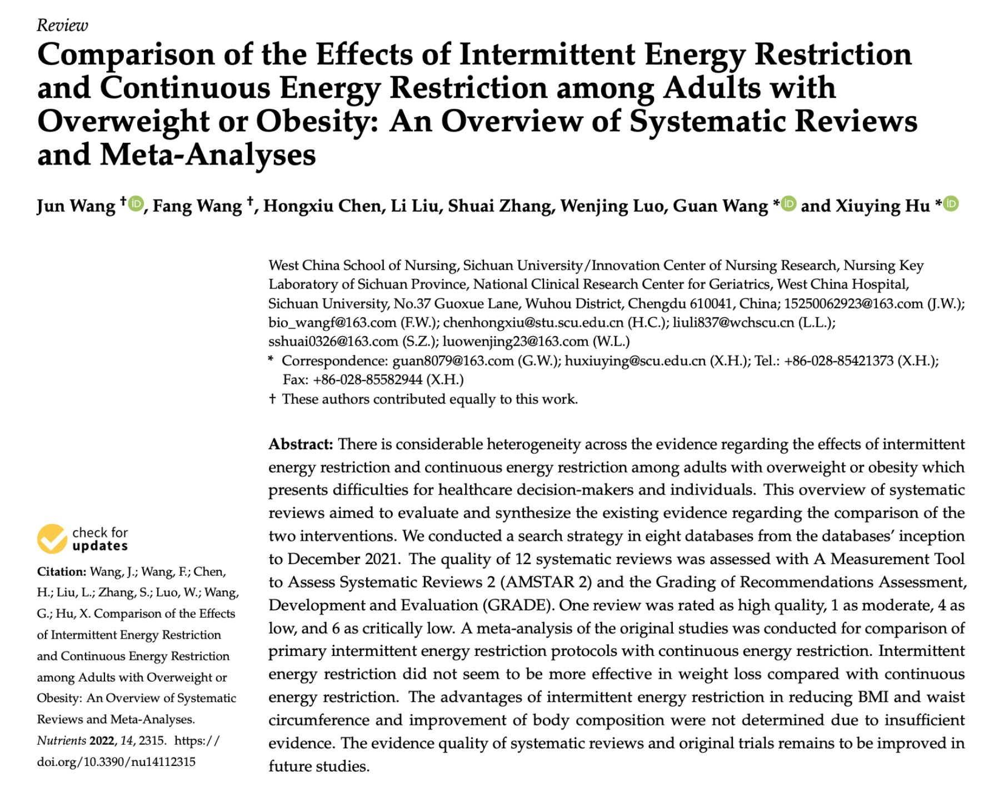 Review
Comparison of the Effects of Intermittent Energy Restriction
and Continuous Energy Restriction among Adults with
Overweight or Obesity: An Overview of Systematic Reviews
and Meta-Analyses
Jun Wang † iD, Fang Wang †, Hongxiu Chen, Li Liu, Shuai Zhang, Wenjing Luo, Guan Wang * iD and Xiuying Hu * iD
West China School of Nursing, Sichuan University/Innovation Center of Nursing Research, Nursing Key
Laboratory of Sichuan Province, National Clinical Research Center for Geriatrics, West China Hospital,
Sichuan University, No.37 Guoxue Lane, Wuhou District, Chengdu 610041, China; 15250062923@163.com (J.W.);
bio_wangf@163.com (F.W.); chenhongxiu@stu.scu.edu.cn (H.C.); liuli837@wchscu.cn (L.L.);
sshuai0326@163.com (S.Z.); luowenjing23@163.com (W.L.)
* Correspondence: guan8079@163.com (G.W.); huxiuying@scu.edu.cn (X.H.); Tel.: +86-028-85421373 (X.H.);
Fax: +86-028-85582944 (X.H.)
† These authors contributed equally to this work.
Abstract: There is considerable heterogeneity across the evidence regarding the effects of intermittent
energy restriction and continuous energy restriction among adults with overweight or obesity which
presents difficulties for healthcare decision-makers and individuals. This overview of systematic
reviews aimed to evaluate and synthesize the existing evidence regarding the comparison of the
two interventions. We conducted a search strategy in eight databases from the databases' inception
to December 2021. The quality of 12 systematic reviews was assessed with A Measurement Tool
to Assess Systematic Reviews 2 (AMSTAR 2) and the Grading of Recommendations Assessment,
Development and Evaluation (GRADE). One review was rated as high quality, 1 as moderate, 4 as
low, and 6 as critically low. A meta-analysis of the original studies was conducted for comparison of
primary intermittent energy restriction protocols with continuous energy restriction. Intermittent
energy restriction did not seem to be more effective in weight loss compared with continuous
energy restriction. The advantages of intermittent energy restriction in reducing BMI and waist
circumference and improvement of body composition were not determined due to insufficient
evidence. The evidence quality of systematic reviews and original trials remains to be improved in
future studies.
check for
updates
Citation: Wang, J.; Wang, F.; Chen,
H.; Liu, L.; Zhang, S.; Luo, W.; Wang,
G.; Hu, X. Comparison of the Effects
of Intermittent Energy Restriction
and Continuous Energy Restriction
among Adults with Overweight or
Obesity: An Overview of Systematic
Reviews and Meta-Analyses.
Nutrients 2022, 14, 2315. https://
doi.org/10.3390/nu14112315